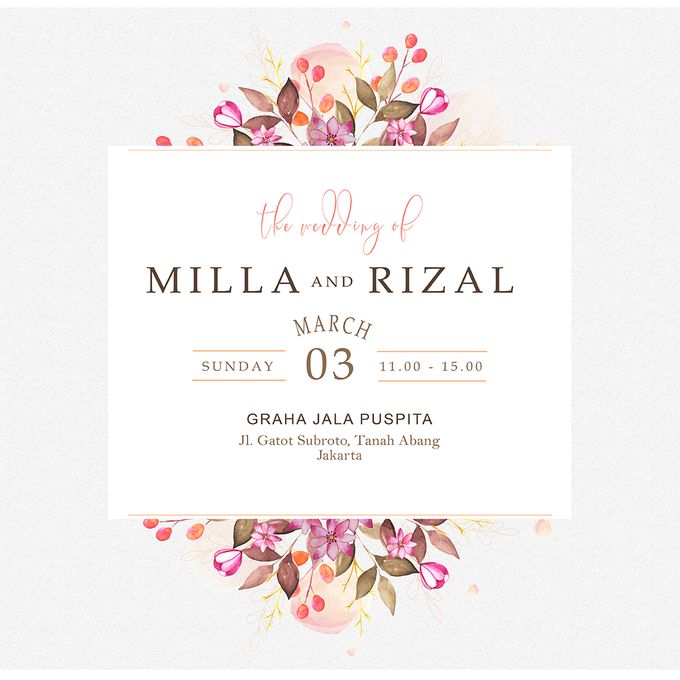 the wedding of
MILLA AND RIZAL
MARCH
SUNDAY 03 11.00 - 15.00
GRAHA JALA PUSPITA
Jl. Gatot Subroto, Tanah Abang
Jakarta